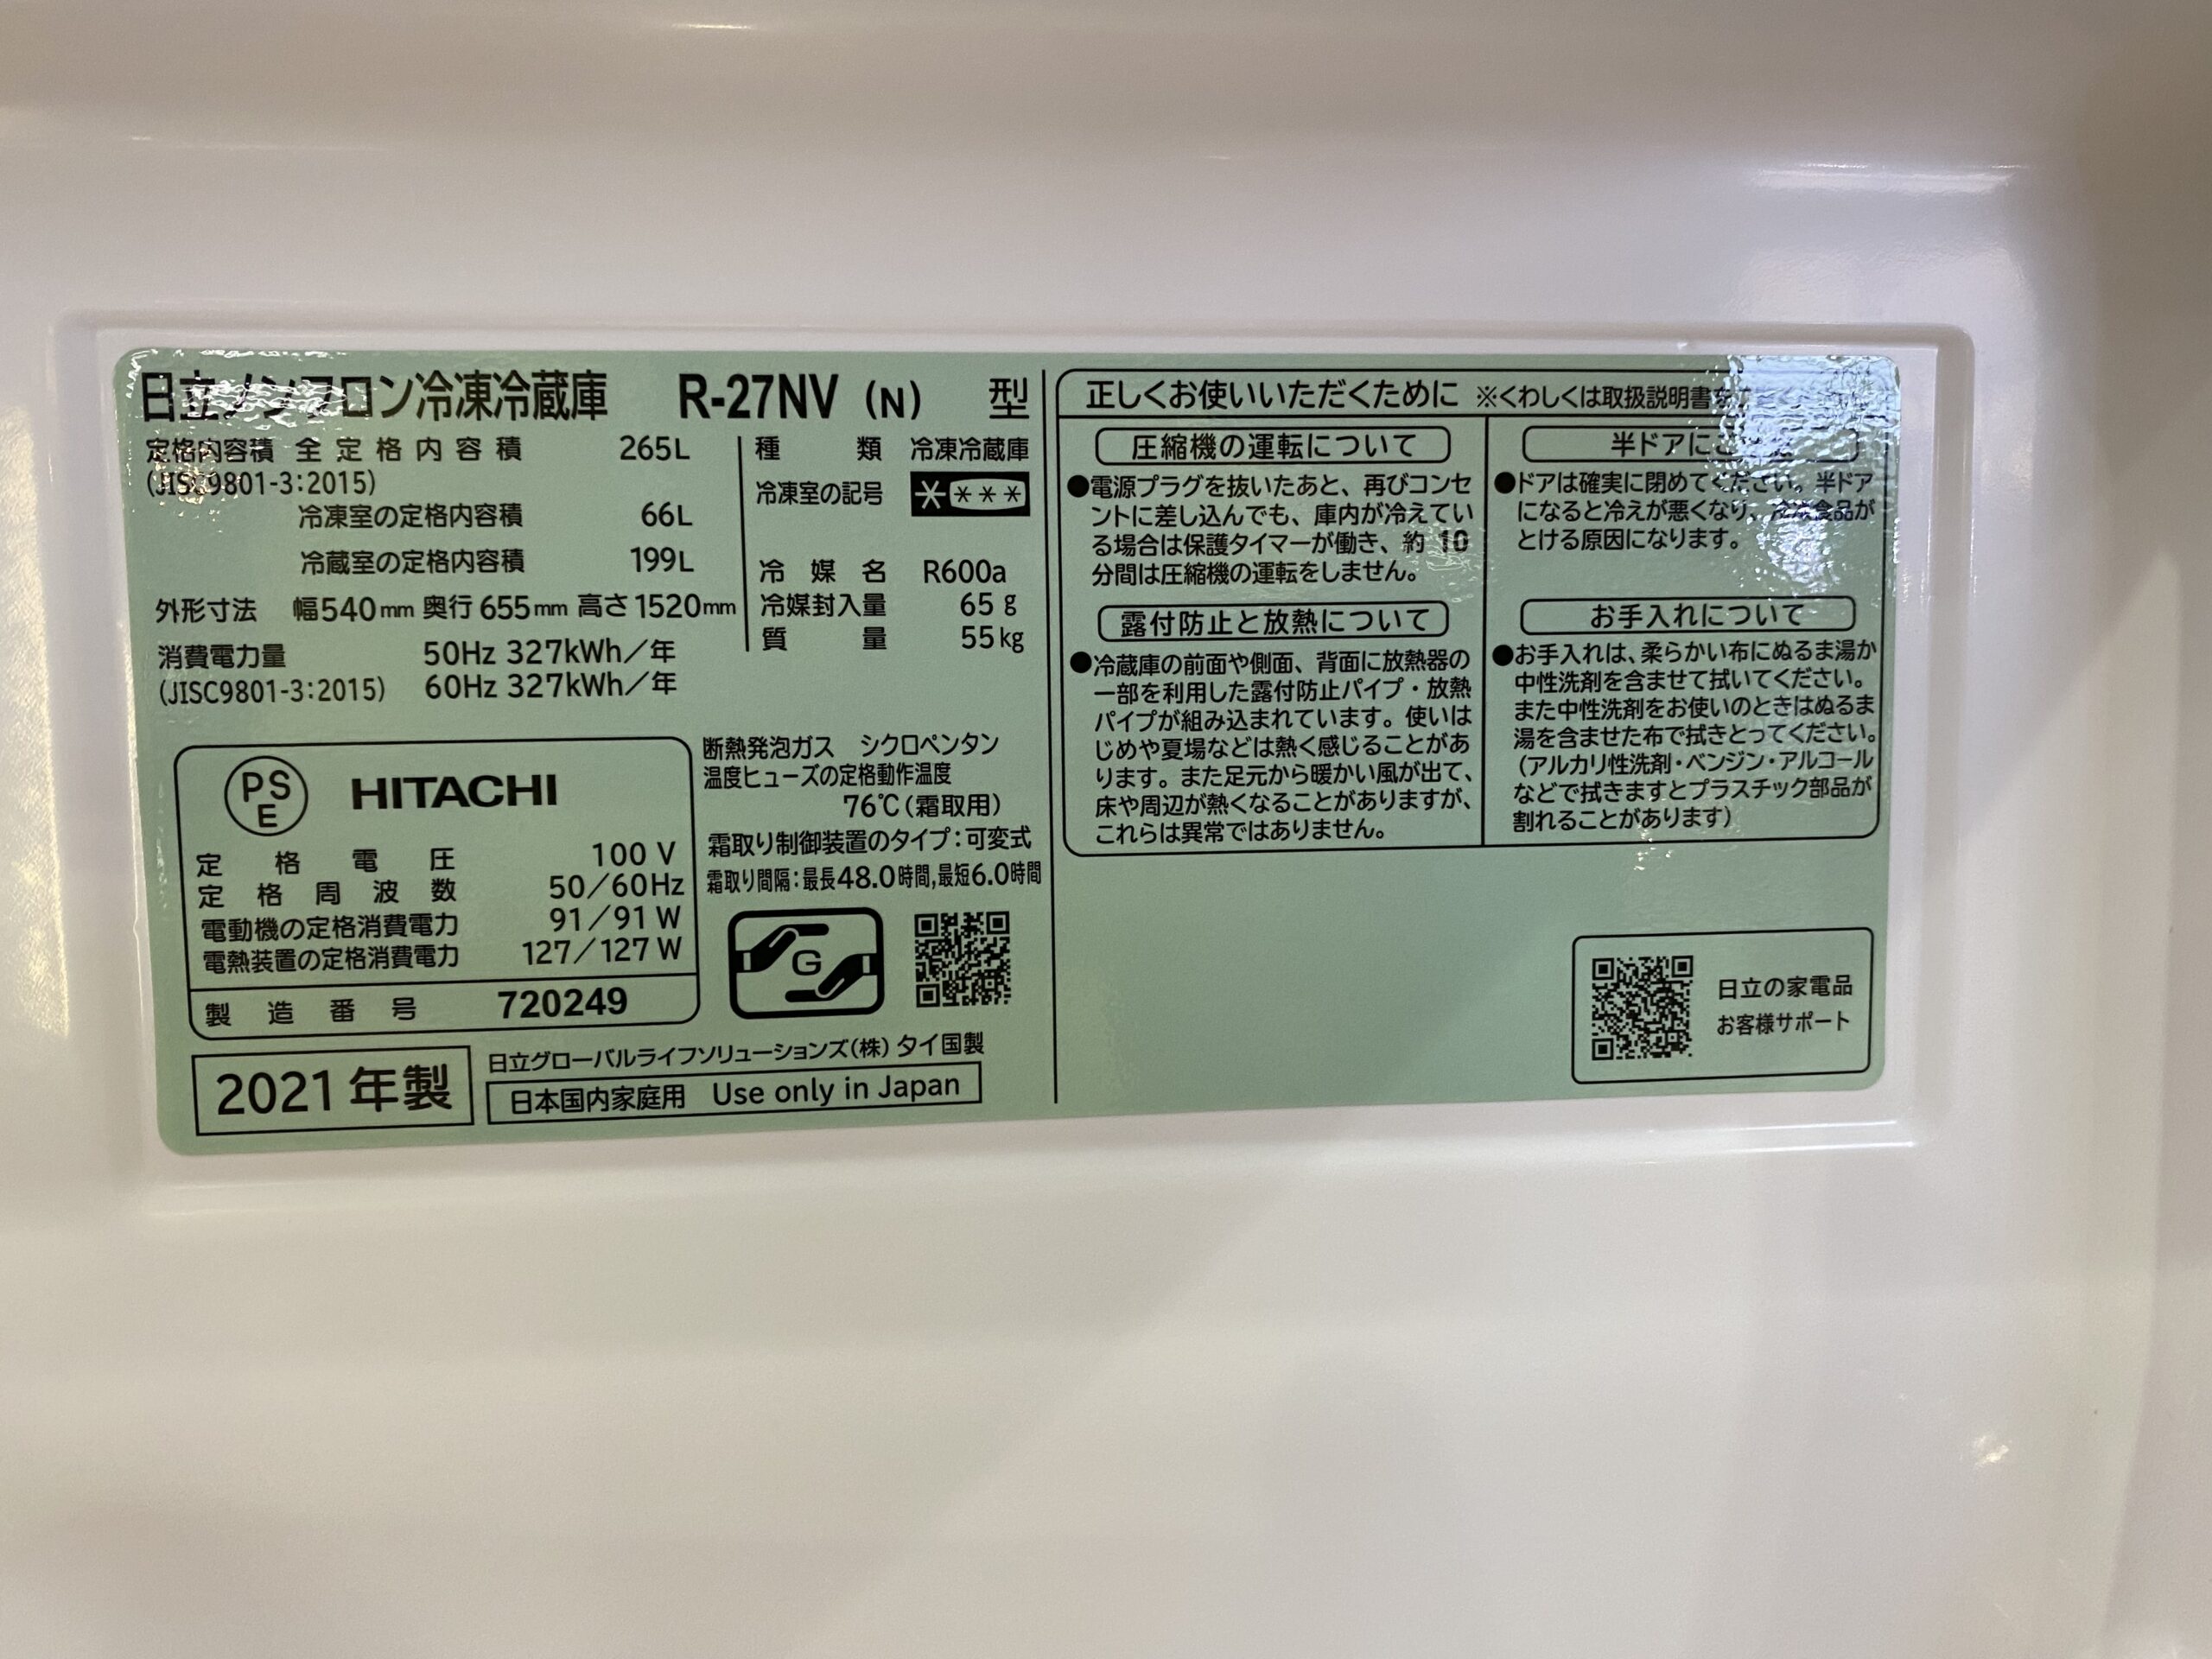 日立ノンフロン冷凍冷蔵庫 R-27NV (N) 型
定格内容積 全定格内容積 265L
(JISC9801-3:2015)
冷凍室の定格内容積 66L
冷蔵室の定格内容積 199L
外形寸法 幅540mm 奥行655mm 高さ1520mm
消費電力量 50Hz 327kWh/年
(JISC9801-3:2015) 60Hz 327kWh/年
種類 冷凍冷蔵庫
冷凍室の記号 * ***
冷媒名 R600a
冷媒封入量 65g
質量 55kg
PSE HITACHI
定格電圧 100V
定格周波数 50/60Hz
電動機の定格消費電力 91/91W
電熱装置の定格消費電力 127/127W
製造番号 720249
断熱発泡ガス シクロペンタン
温度ヒューズの定格動作温度
76℃(霜取用)
霜取り制御装置のタイプ:可変式
霜取り間隔:最長48.0時間,最短6.0時間
G
2021年製
日立グローバルライフソリューションズ(株) タイ国製
日本国内家庭用 Use only in Japan
正しくお使いいただくために ※くわしくは取扱説明書を
圧縮機の運転について
●電源プラグを抜いたあと、再びコンセ
ントに差し込んでも、庫内が冷えてい
る場合は保護タイマーが働き、約10
分間は圧縮機の運転をしません。
露付防止と放熱について
●冷蔵庫の前面や側面、背面に放熱器の
一部を利用した露付防止パイプ・放熱
パイプが組み込まれています。使いは
じめや夏場などは熱く感じることがあ
ります。また足元から暖かい風が出て、
床や周辺が熱くなることがありますが、
これらは異常ではありません。
半ドアにご
●ドアは確実に閉めてください。半ドア
になると冷えが悪くなり、冷凍食品が
とける原因になります。
お手入れについて
●お手入れは、柔らかい布にぬるま湯か
中性洗剤を含ませて拭いてください。
また中性洗剤をお使いのときはぬるま
湯を含ませた布で拭きとってください。
(アルカリ性洗剤・ベンジン・アルコール
などで拭きますとプラスチック部品が
割れることがあります)
日立の家電品
お客様サポート